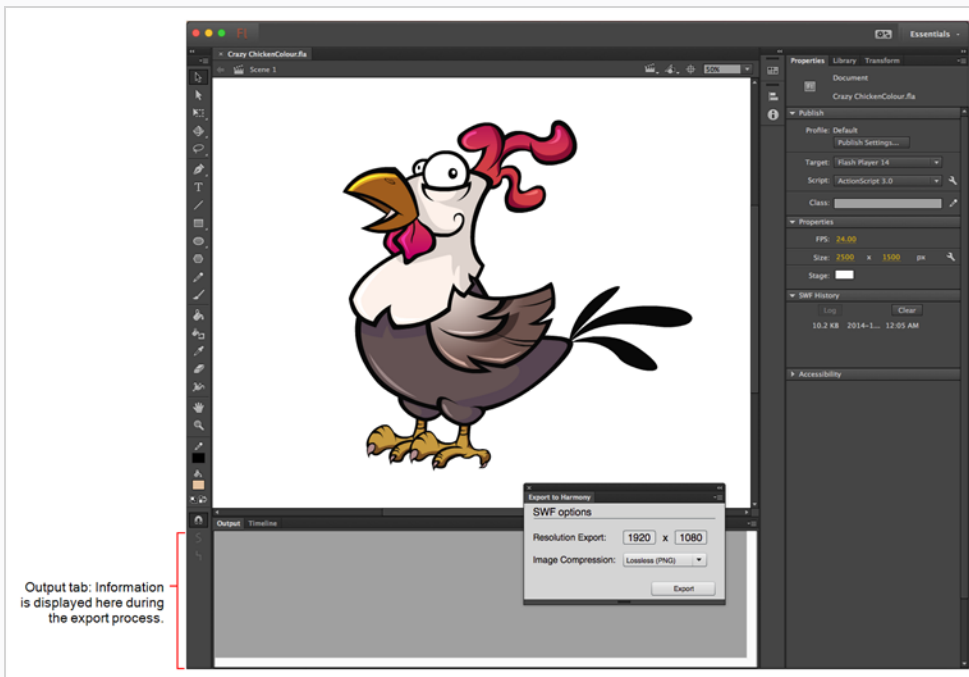 Fl
Essentials
× Crazy ChickenColour.fla
Scene 1
50%
Properties Library Transform
Document
Crazy ChickenColour.fla
Publish
Profile: Default
Publish Settings...
Target: Flash Player 14
Script: ActionScript 3.0
Class:
Properties
FPS: 24.00
Size: 2500 x 1500 px
Stage:
SWF History
Log Clear
10.2 KB 2014-1... 12:05 AM
Accessibility
T
Export to Harmony
SWF options
Resolution Export: 1920 x 1080
Image Compression: Lossless (PNG)
Export
Output Timeline
Output tab: Information
is displayed here during
the export process.